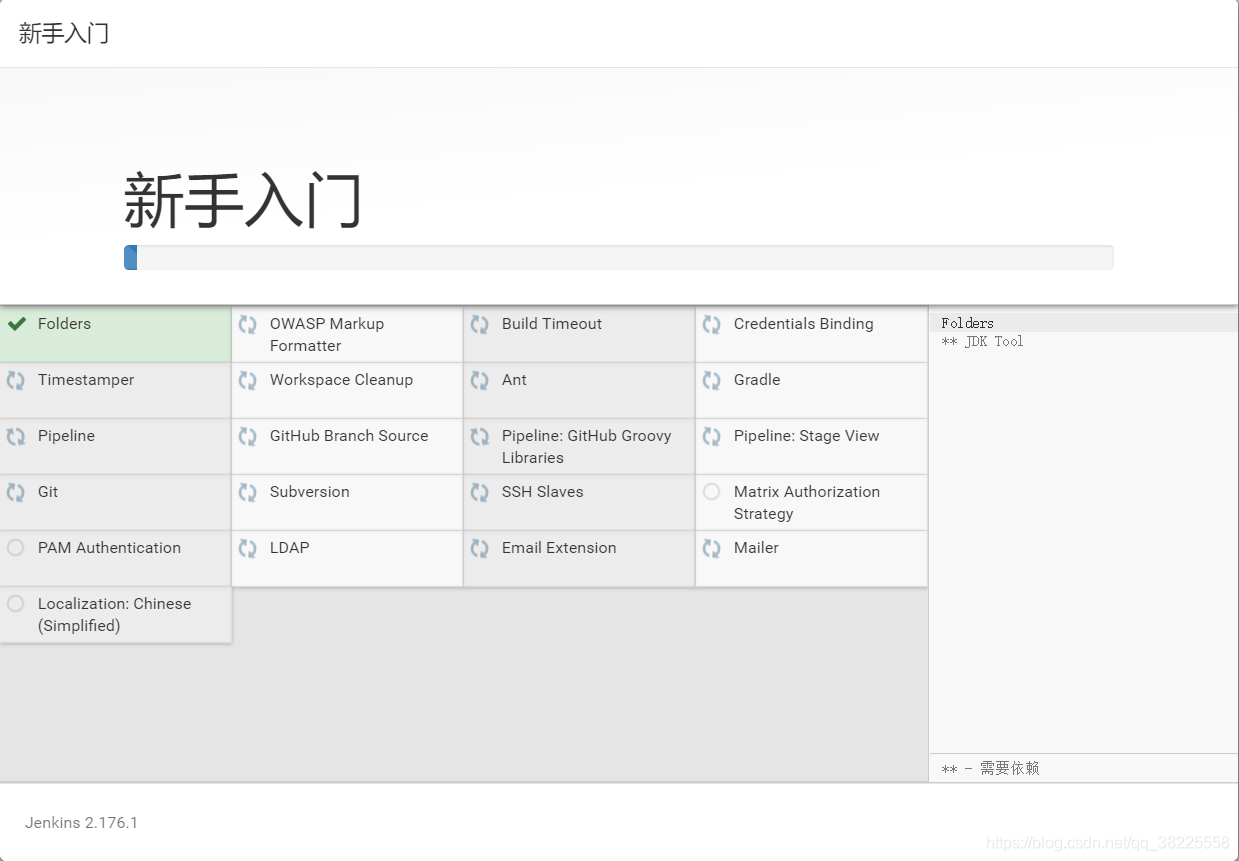 新手入门
新手入门
Folders
OWASP Markup
Formatter
Build Timeout
Credentials Binding
Timestamper
Workspace Cleanup
Ant
Gradle
Pipeline
GitHub Branch Source
Pipeline: GitHub Groovy
Libraries
Pipeline: Stage View
Git
Subversion
SSH Slaves
Matrix Authorization
Strategy
PAM Authentication
LDAP
Email Extension
Mailer
Localization: Chinese
(Simplified)
Folders
** JDK Tool
** - 需要依赖
Jenkins 2.176.1
https://blog.csdn.net/qq_38225558